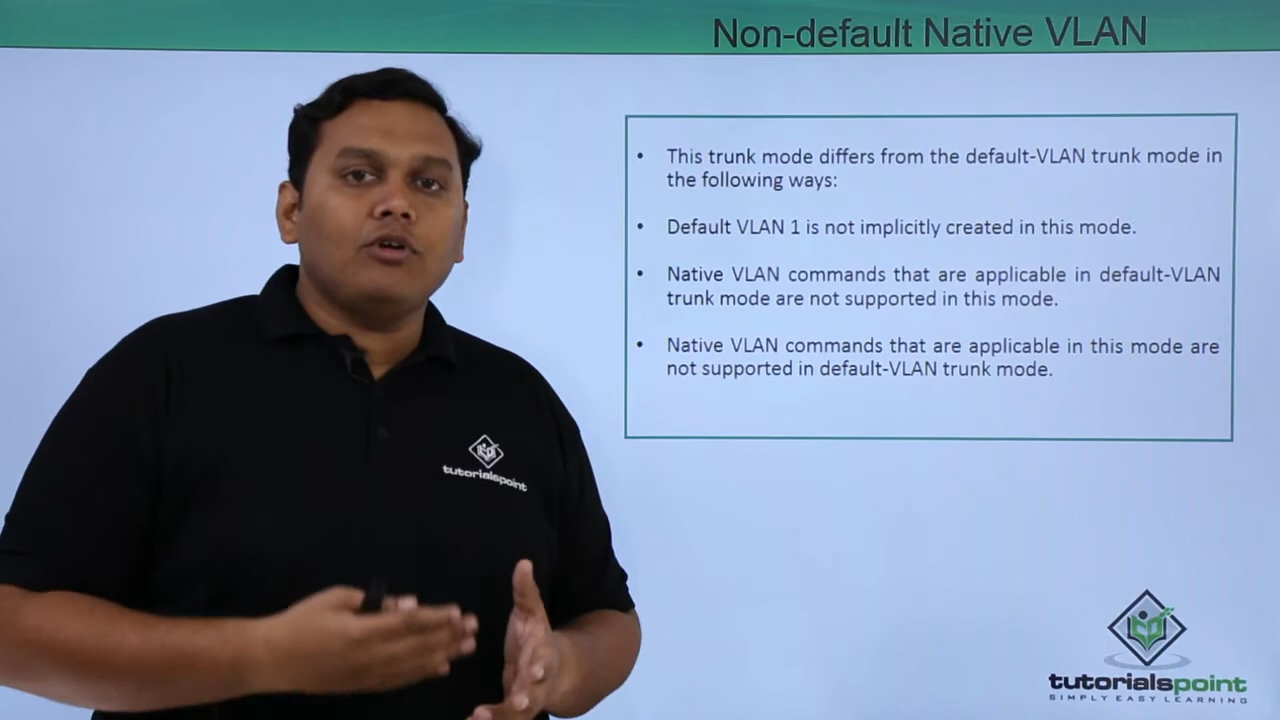 Non-default Native VLAN
• This trunk mode differs from the default-VLAN trunk mode in
the following ways:
• Default VLAN 1 is not implicitly created in this mode.
• Native VLAN commands that are applicable in default-VLAN
trunk mode are not supported in this mode.
• Native VLAN commands that are applicable in this mode are
not supported in default-VLAN trunk mode.
tutorialspoint
tutorialspoint
SIMPLY EASY LEARNING